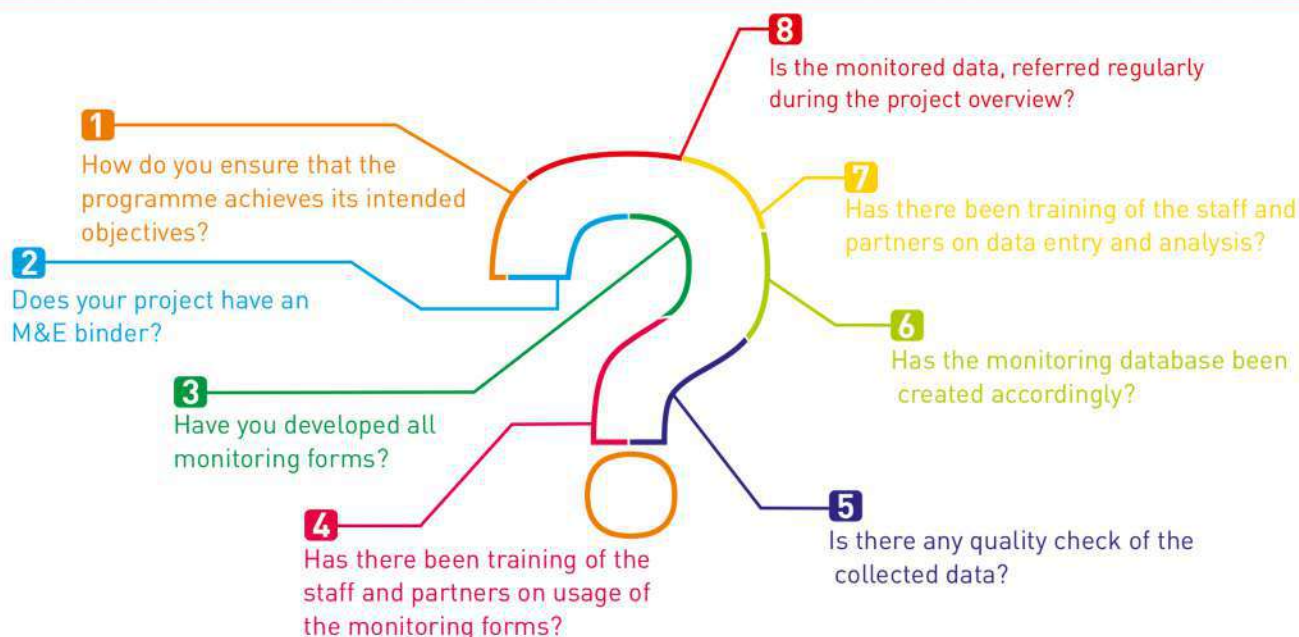 1
How do you ensure that the
programme achieves its intended
objectives?
2
Does your project have an
M&E binder?
3
Have you developed all
monitoring forms?
4
Has there been training of the
staff and partners on usage of
the monitoring forms?
5
Is there any quality check of the
collected data?
6
Has the monitoring database been
created accordingly?
7
Has there been training of the staff and
partners on data entry and analysis?
8
Is the monitored data, referred regularly
during the project overview?